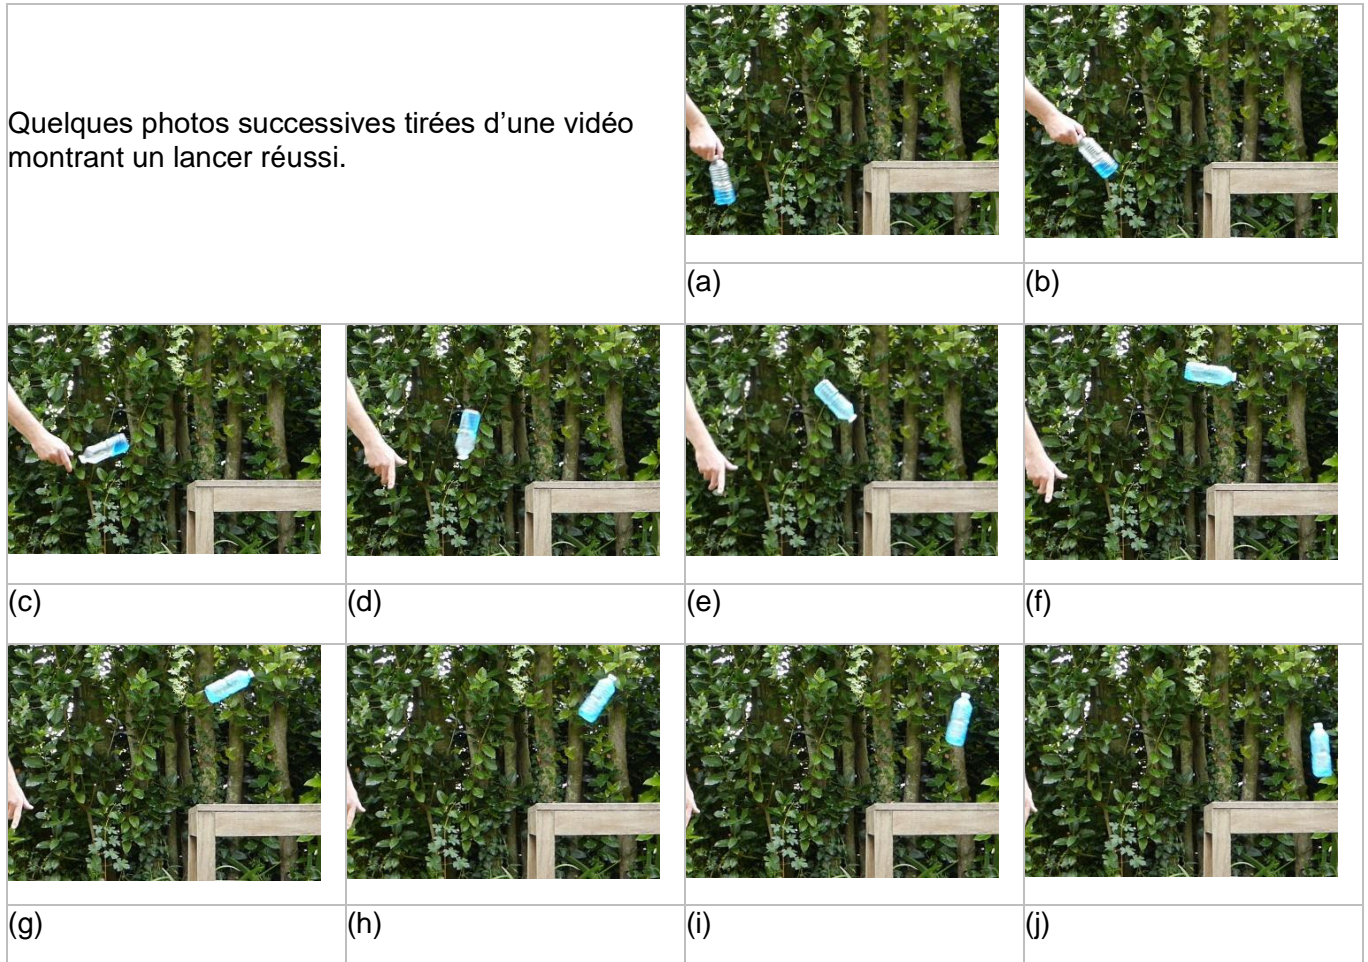 Quelques photos successives tirées d’une vidéo
montrant un lancer réussi.
(a)
(b)
(c)
(d)
(e)
(f)
(g)
(h)
(i)
(j)